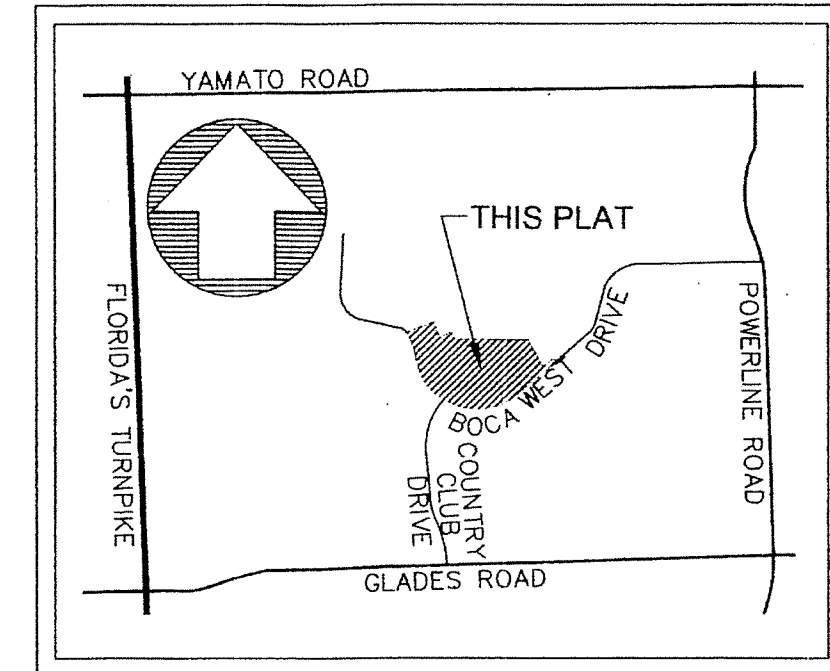 YAMATO ROAD
THIS PLAT
FLORIDA'S TURNPIKE
POWERLINE ROAD
BOCA WEST DRIVE
COUNTRY
CLUB
DRIVE
GLADES ROAD